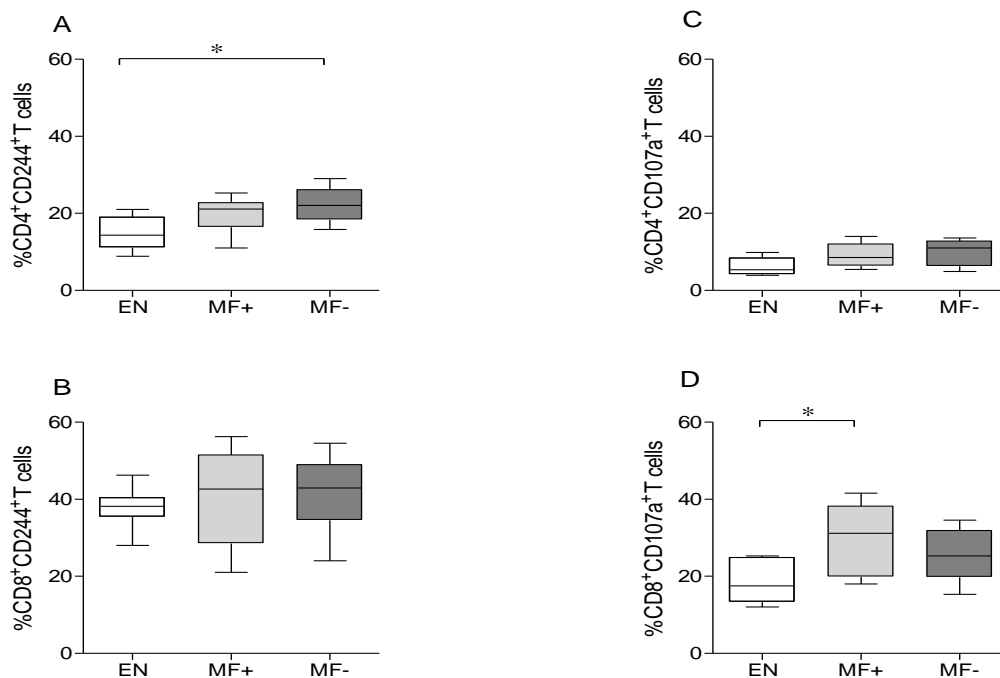 A
%CD4⁺CD244⁺T cells
60
40
20
0
*
EN MF+ MF-
C
%CD4⁺CD107a⁺T cells
60
40
20
0
EN MF+ MF-
B
%CD8⁺CD244⁺T cells
60
40
20
0
EN MF+ MF-
D
%CD8⁺CD107a⁺T cells
60
40
20
0
*
EN MF+ MF-